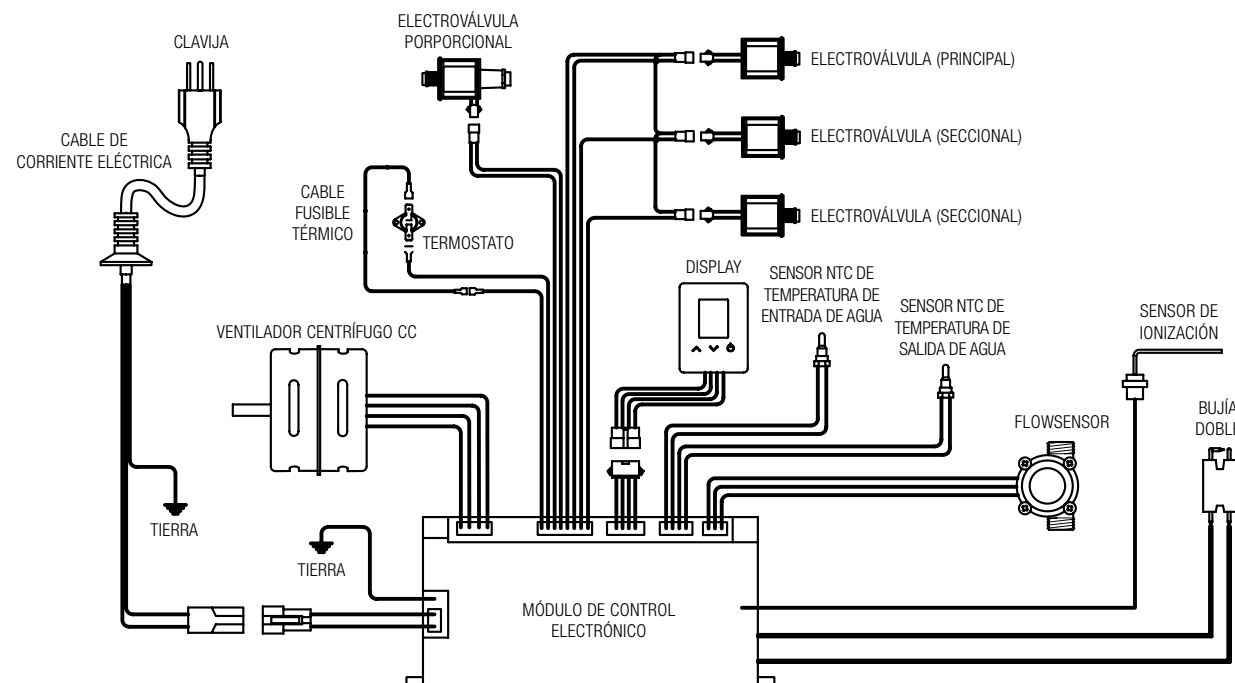 ELECTROVÁLVULA
PORPORCIONAL
CLAVIJA
ELECTROVÁLVULA (PRINCIPAL)
CABLE DE
CORRIENTE ELÉCTRICA
ELECTROVÁLVULA (SECCIONAL)
CABLE
FUSIBLE
TÉRMICO
TERMOSTATO
ELECTROVÁLVULA (SECCIONAL)
DISPLAY
SENSOR NTC DE
TEMPERATURA DE
ENTRADA DE AGUA
SENSOR NTC DE
TEMPERATURA DE
SALIDA DE AGUA
SENSOR DE
IONIZACIÓN
VENTILADOR CENTRÍFUGO CC
FLOWSENSOR
BUJÍA
DOBLE
TIERRA
TIERRA
MÓDULO DE CONTROL
ELECTRÓNICO